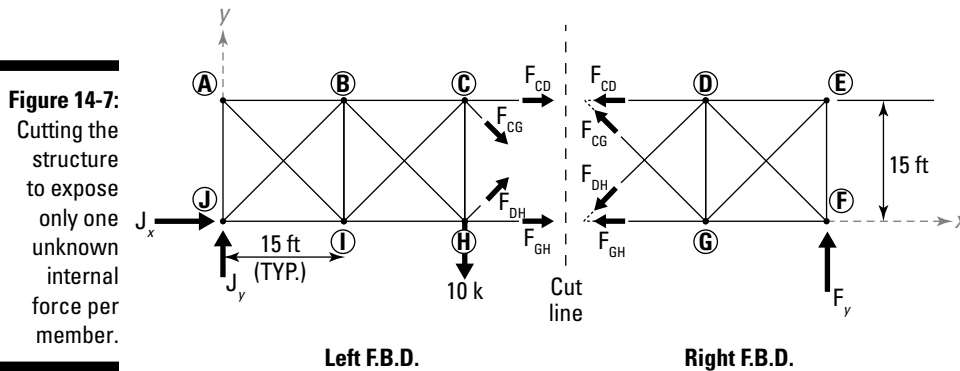 Figure 14-7:
Cutting the
structure
to expose
only one
unknown
internal
force per
member.
y
A
B
C
F_CD
F_CD
D
E
F_CG
F_CG
15 ft
F_DH
F_DH
J
J_x
F
x
15 ft
(TYP.)
I
H
F_GH
F_GH
G
J_y
10 k
Cut
line
F_y
Left F.B.D.
Right F.B.D.